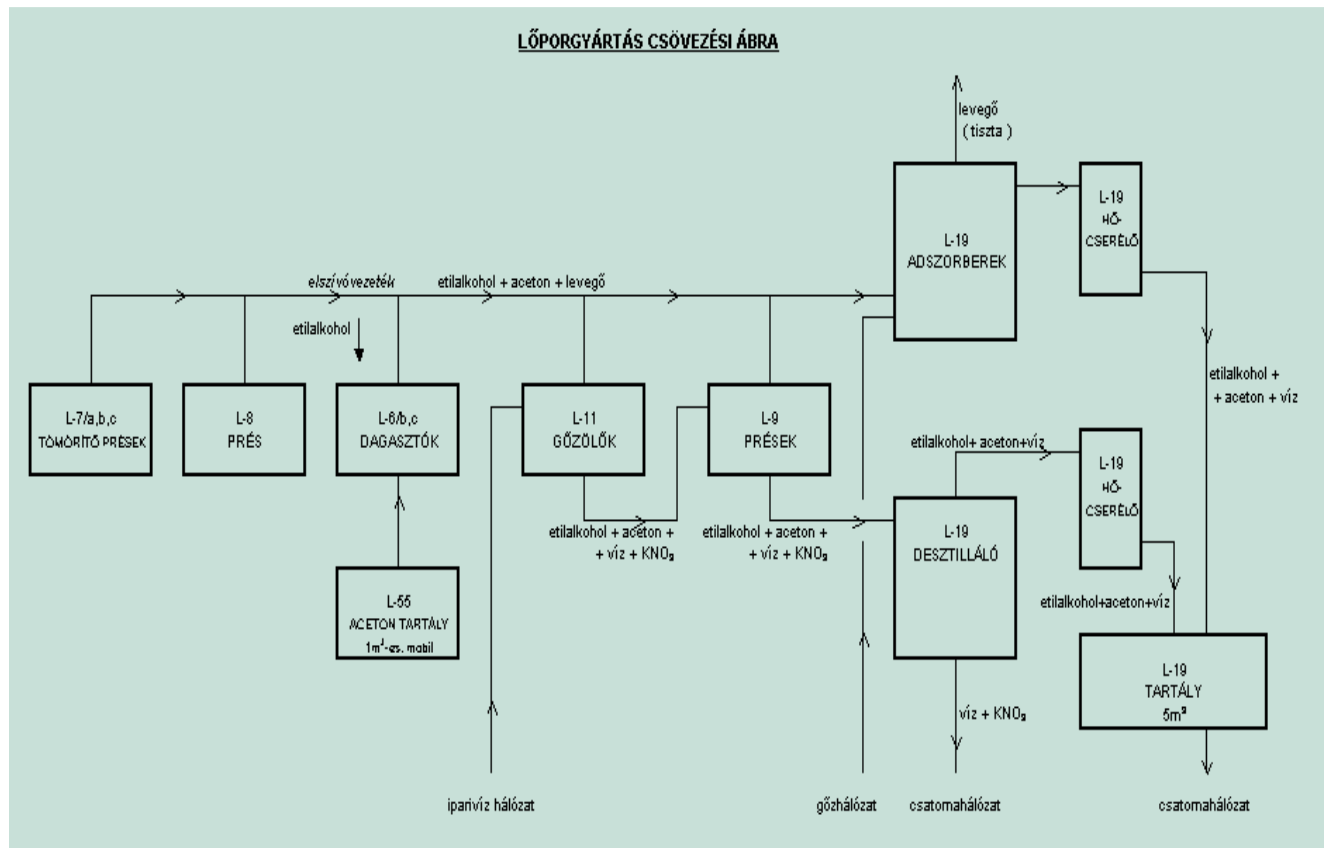 LŐPORGYÁRTÁS CSÖVEZÉSI ÁBRA
levegő
( tiszta )
L-19
ADSZORBEREK
L-19
HŐ-
CSERÉLŐ
elszívóvezeték
etilalkohol + aceton + levegő
etilalkohol
etilalkohol +
+ aceton + víz
L-7/a,b,c
TÖMÖRÍTŐ PRÉSEK
L-8
PRÉS
L-6/b,c
DAGASZTÓK
L-11
GŐZÖLŐK
L-9
PRÉSEK
etilalkohol+ aceton+víz
L-19
HŐ-
CSERÉLŐ
etilalkohol + aceton +
+ víz + KNO₃
etilalkohol + aceton +
+ víz + KNO₃
L-19
DESZTILLÁLÓ
L-55
ACETON TARTÁLY
1m³-es. mobil
etilalkohol+aceton+víz
L-19
TARTÁLY
5m³
víz + KNO₃
iparivíz hálózat
gőzhálózat
csatornahálózat
csatornahálózat